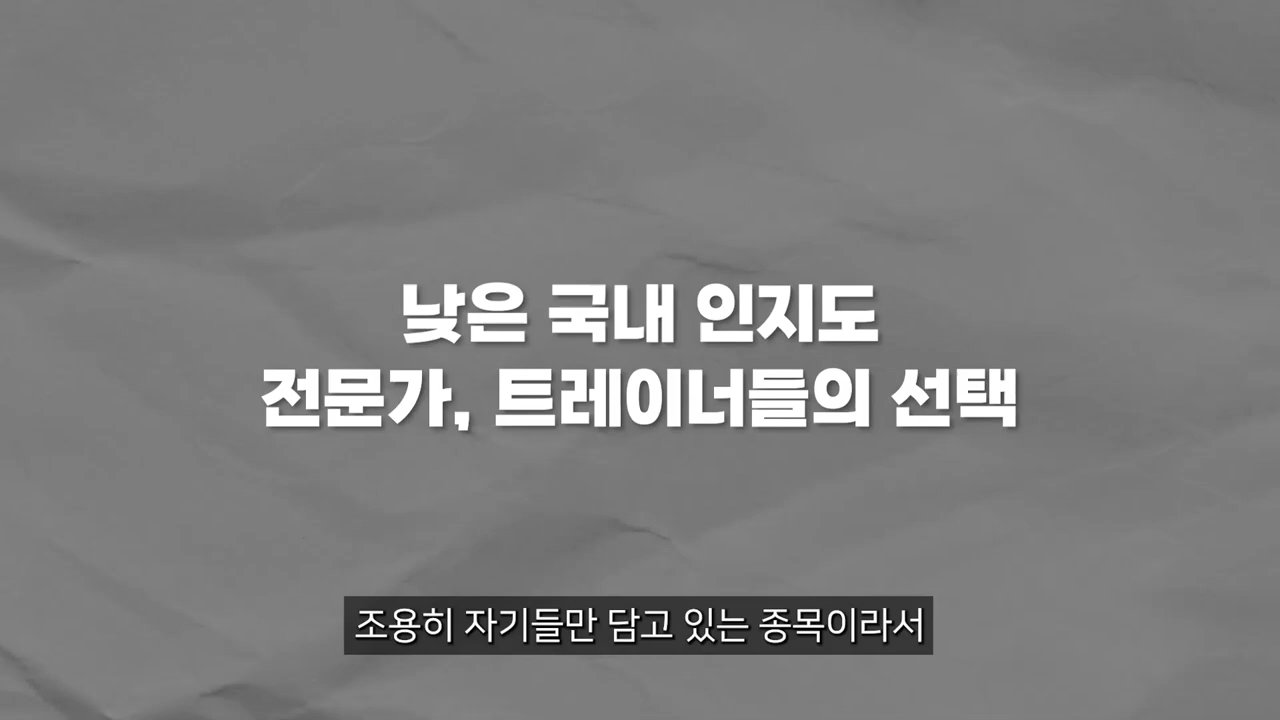 낮은 국내 인지도
전문가, 트레이너들의 선택
조용히 자기들만 담고 있는 종목이라서